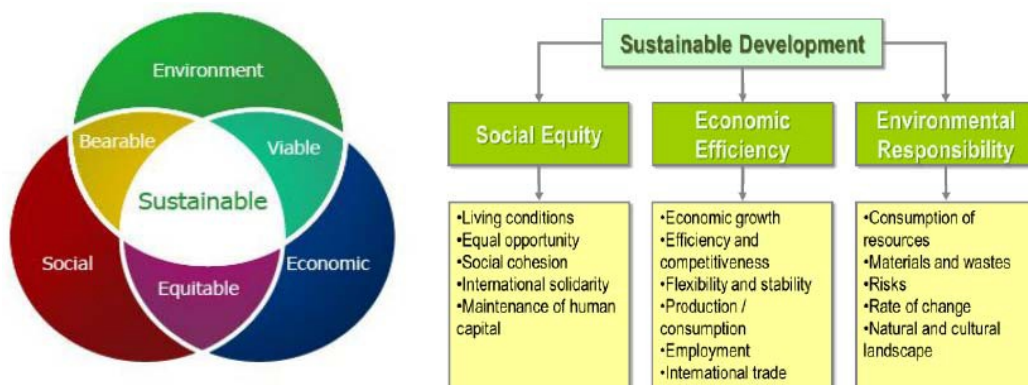 Environment
Bearable
Viable
Sustainable
Social
Economic
Equitable
Sustainable Development
Social Equity
•Living conditions
•Equal opportunity
•Social cohesion
•International solidarity
•Maintenance of human
capital
Economic
Efficiency
•Economic growth
•Efficiency and
competitiveness
•Flexibility and stability
•Production /
consumption
•Employment
•International trade
Environmental
Responsibility
•Consumption of
resources
•Materials and wastes
•Risks
•Rate of change
•Natural and cultural
landscape